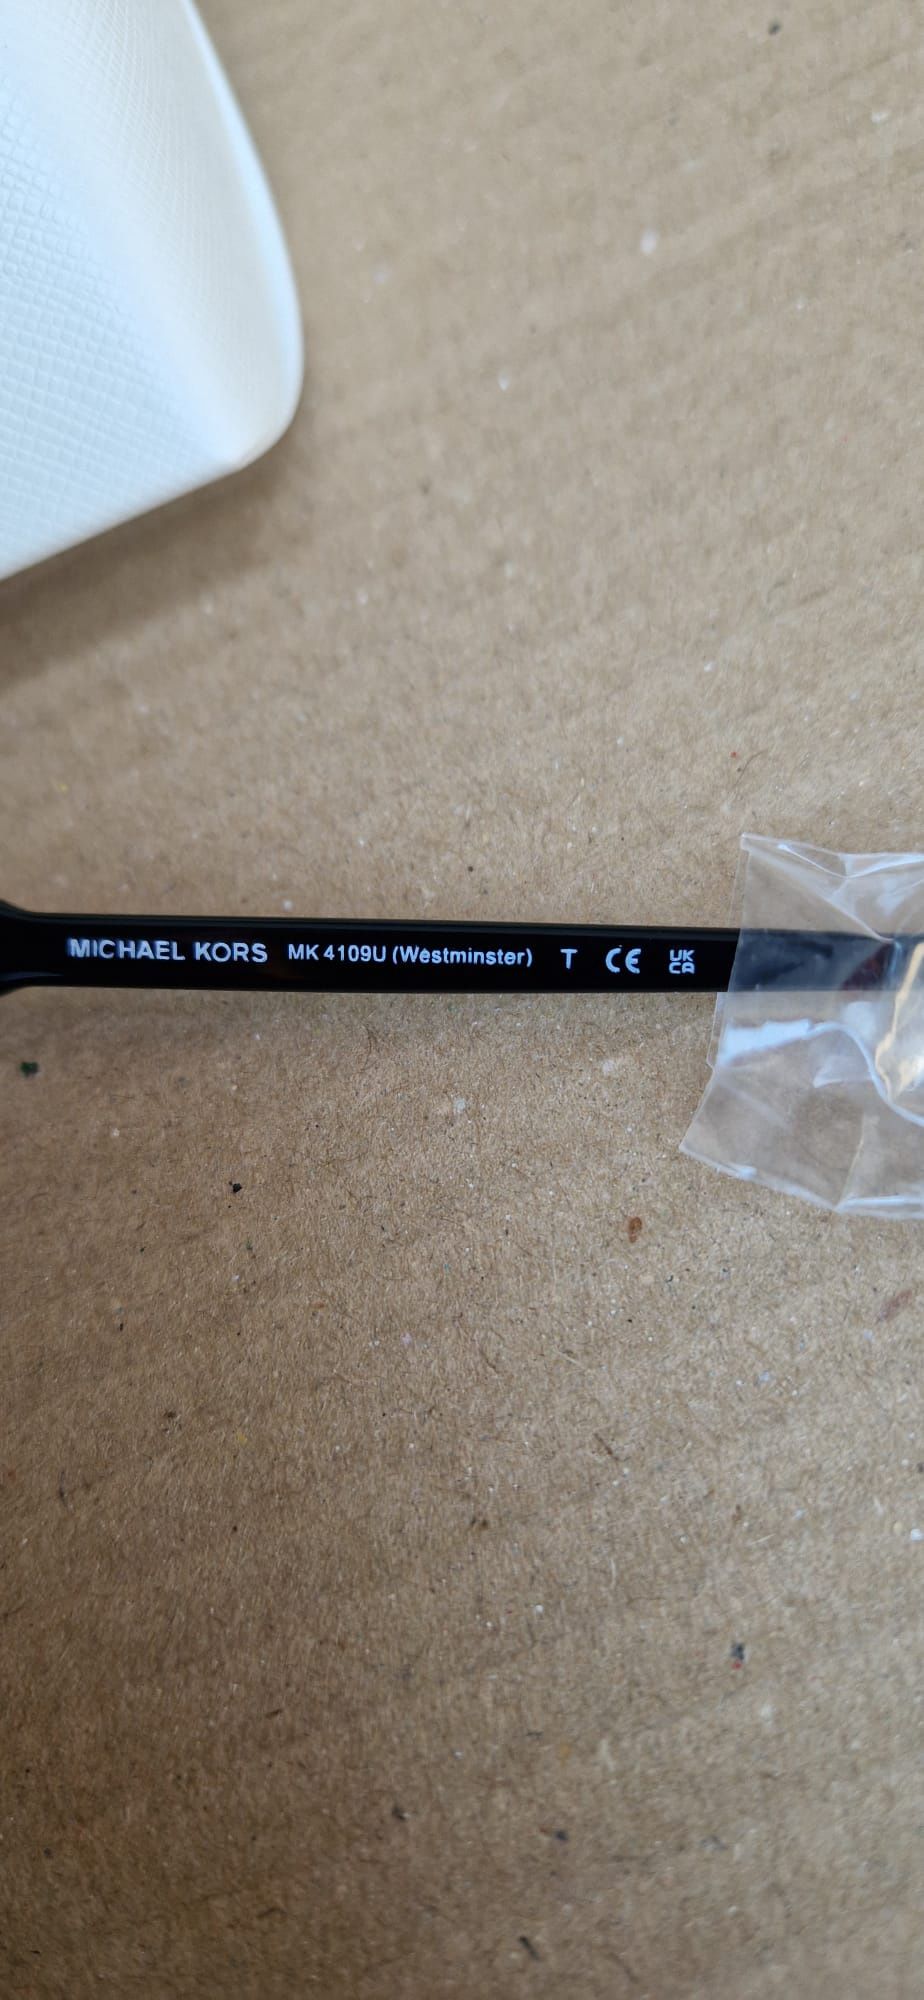 MICHAEL KORS MK 4109U (Westminster) T CE UK CA